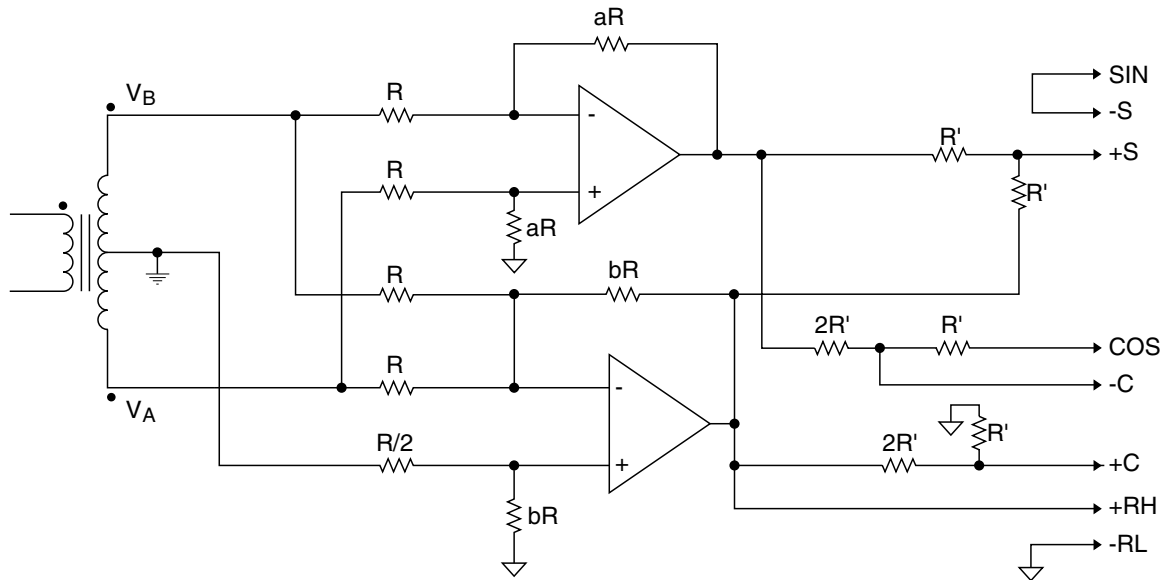 aR
SIN
V_B
R
-
-S
R'
+S
R
+
R'
aR
R
bR
2R'
R'
COS
R
-
-C
V_A
R/2
2R'
R'
+
+C
bR
+RH
-RL